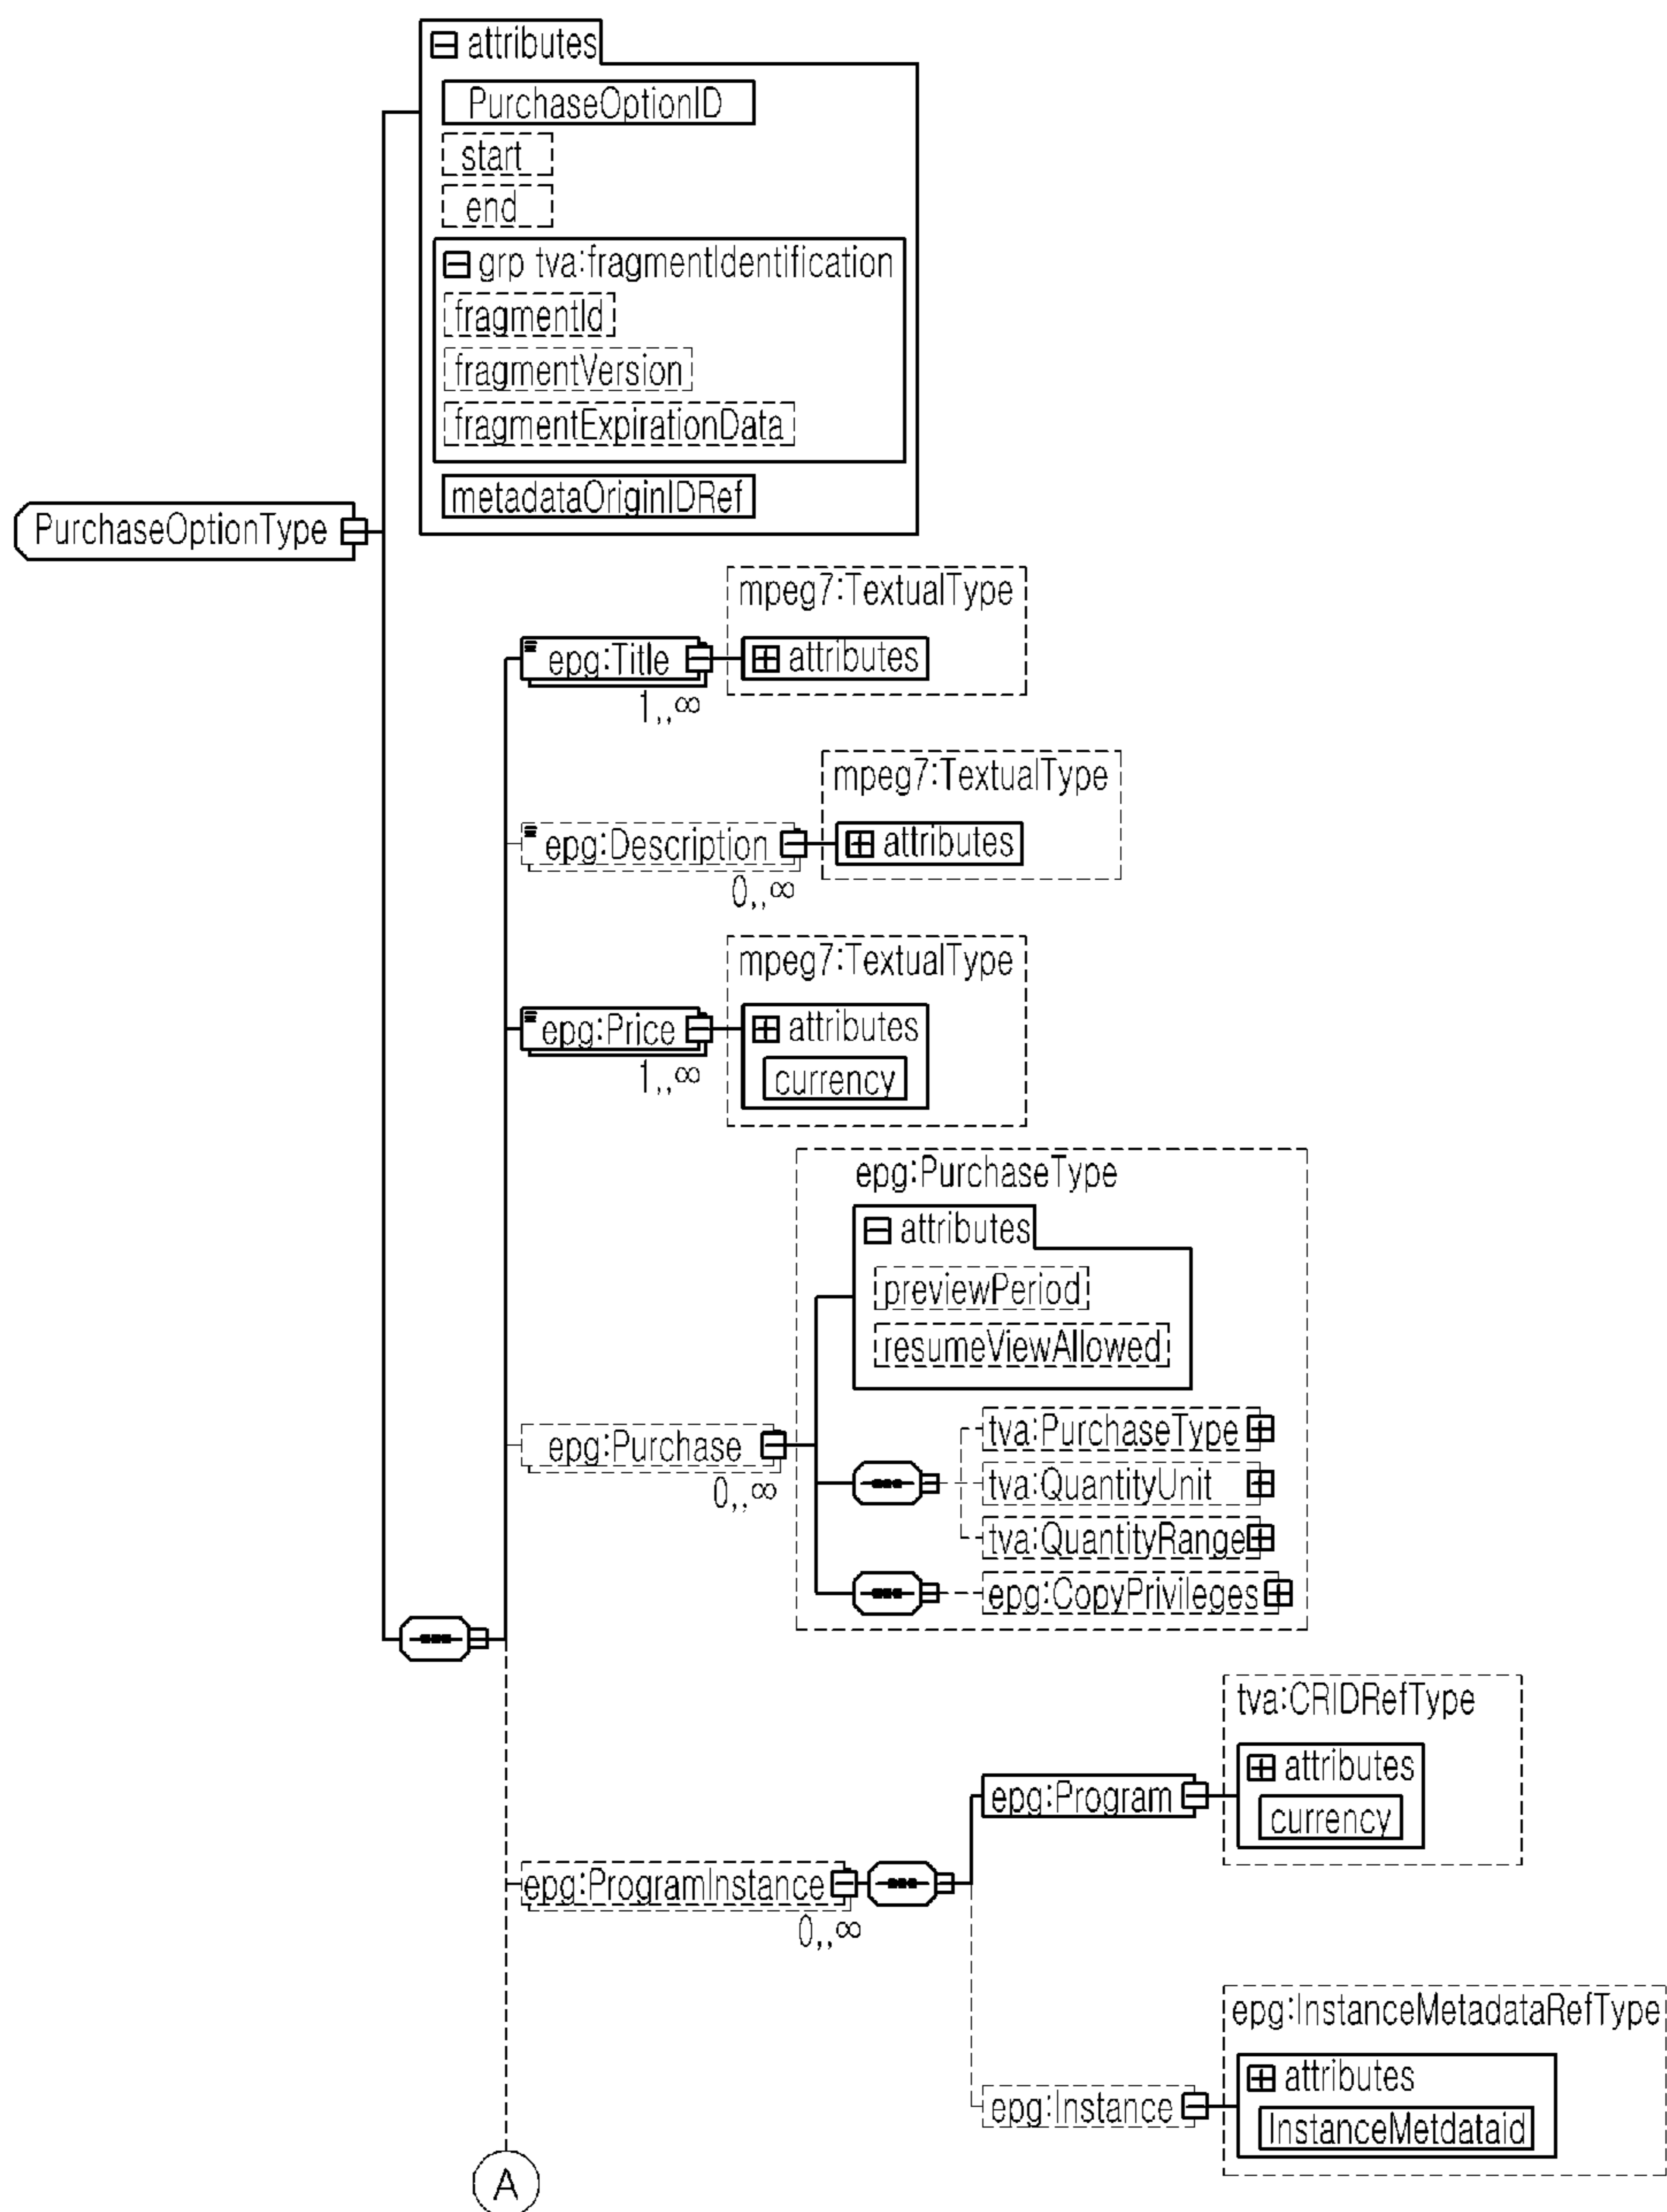 attributes
PurchaseOptionID
start
end
grp tva:fragmentIdentification
fragmentId
fragmentVersion
fragmentExpirationData
metadataOriginIDRef
PurchaseOptionType
mpeg7:TextualType
epg:Title
attributes
1,,∞
mpeg7:TextualType
epg:Description
attributes
0,,∞
mpeg7:TextualType
epg:Price
attributes
currency
1,,∞
epg:PurchaseType
attributes
previewPeriod
resumeViewAllowed
epg:Purchase
0,,∞
tva:PurchaseType
tva:QuantityUnit
tva:QuantityRange
epg:CopyPrivileges
tva:CRIDRefType
epg:Program
attributes
currency
epg:ProgramInstance
0,,∞
epg:InstanceMetadataRefType
epg:Instance
attributes
InstanceMetdataid
A